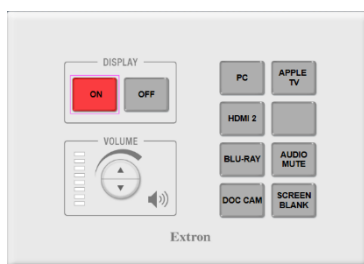 DISPLAY
ON
OFF
VOLUME
PC
APPLE
TV
HDMI 2
BLU-RAY
AUDIO
MUTE
DOC CAM
SCREEN
BLANK
Extron